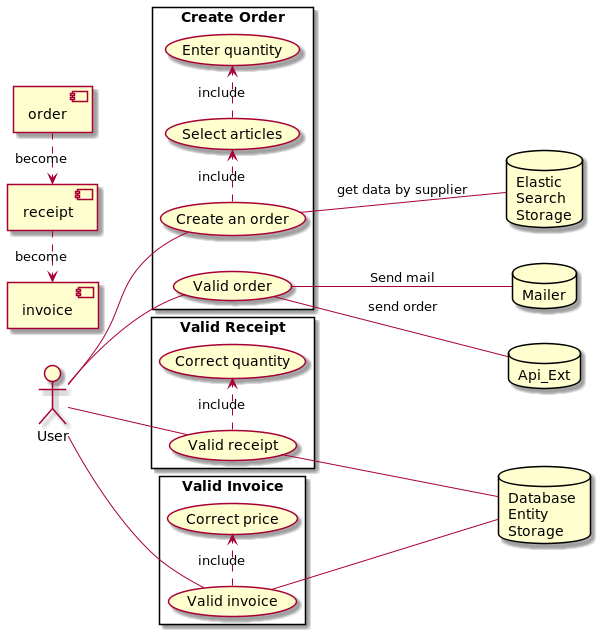 Create Order
Enter quantity
include
Select articles
include
Create an order
Valid order
order
become
receipt
become
invoice
User
Valid Receipt
Correct quantity
include
Valid receipt
Valid Invoice
Correct price
include
Valid invoice
get data by supplier
Elastic
Search
Storage
Send mail
Mailer
send order
Api_Ext
Database
Entity
Storage